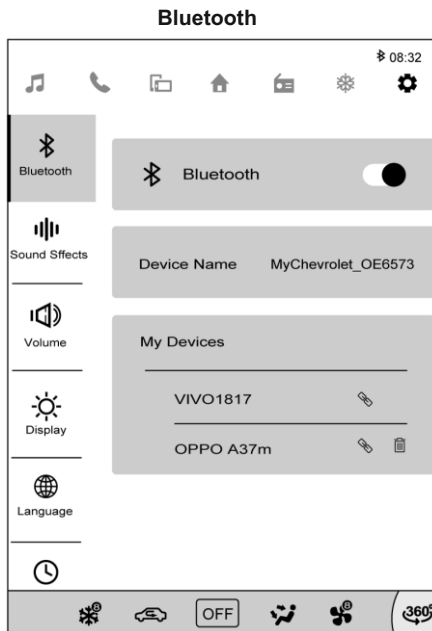 Bluetooth
08:32
Bluetooth
Bluetooth
Sound Sffects
Device Name MyChevrolet_OE6573
Volume
My Devices
VIVO1817
Display
OPPO A37m
Language
OFF
360°